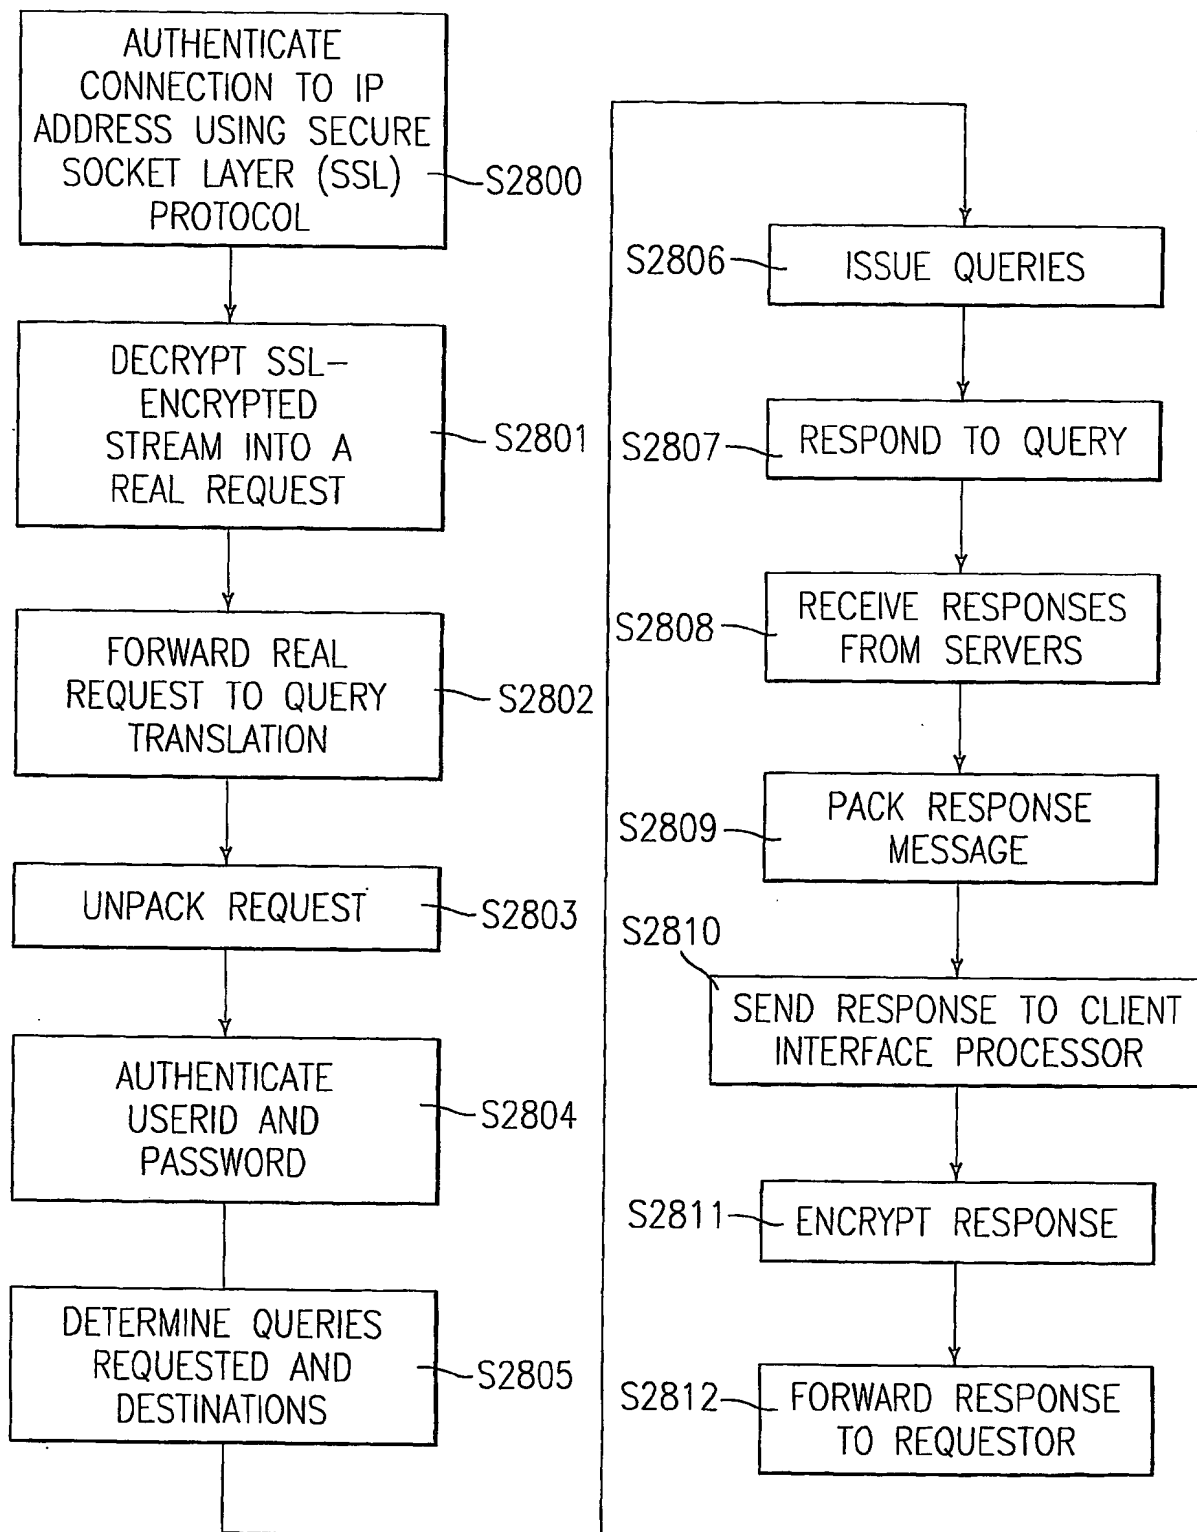 AUTHENTICATE
CONNECTION TO IP
ADDRESS USING SECURE
SOCKET LAYER (SSL)
PROTOCOL
S2800
DECRYPT SSL-
ENCRYPTED
STREAM INTO A
REAL REQUEST
S2801
FORWARD REAL
REQUEST TO QUERY
TRANSLATION
S2802
UNPACK REQUEST
S2803
AUTHENTICATE
USERID AND
PASSWORD
S2804
DETERMINE QUERIES
REQUESTED AND
DESTINATIONS
S2805
S2806
ISSUE QUERIES
S2807
RESPOND TO QUERY
S2808
RECEIVE RESPONSES
FROM SERVERS
S2809
PACK RESPONSE
MESSAGE
S2810
SEND RESPONSE TO CLIENT
INTERFACE PROCESSOR
S2811
ENCRYPT RESPONSE
S2812
FORWARD RESPONSE
TO REQUESTOR